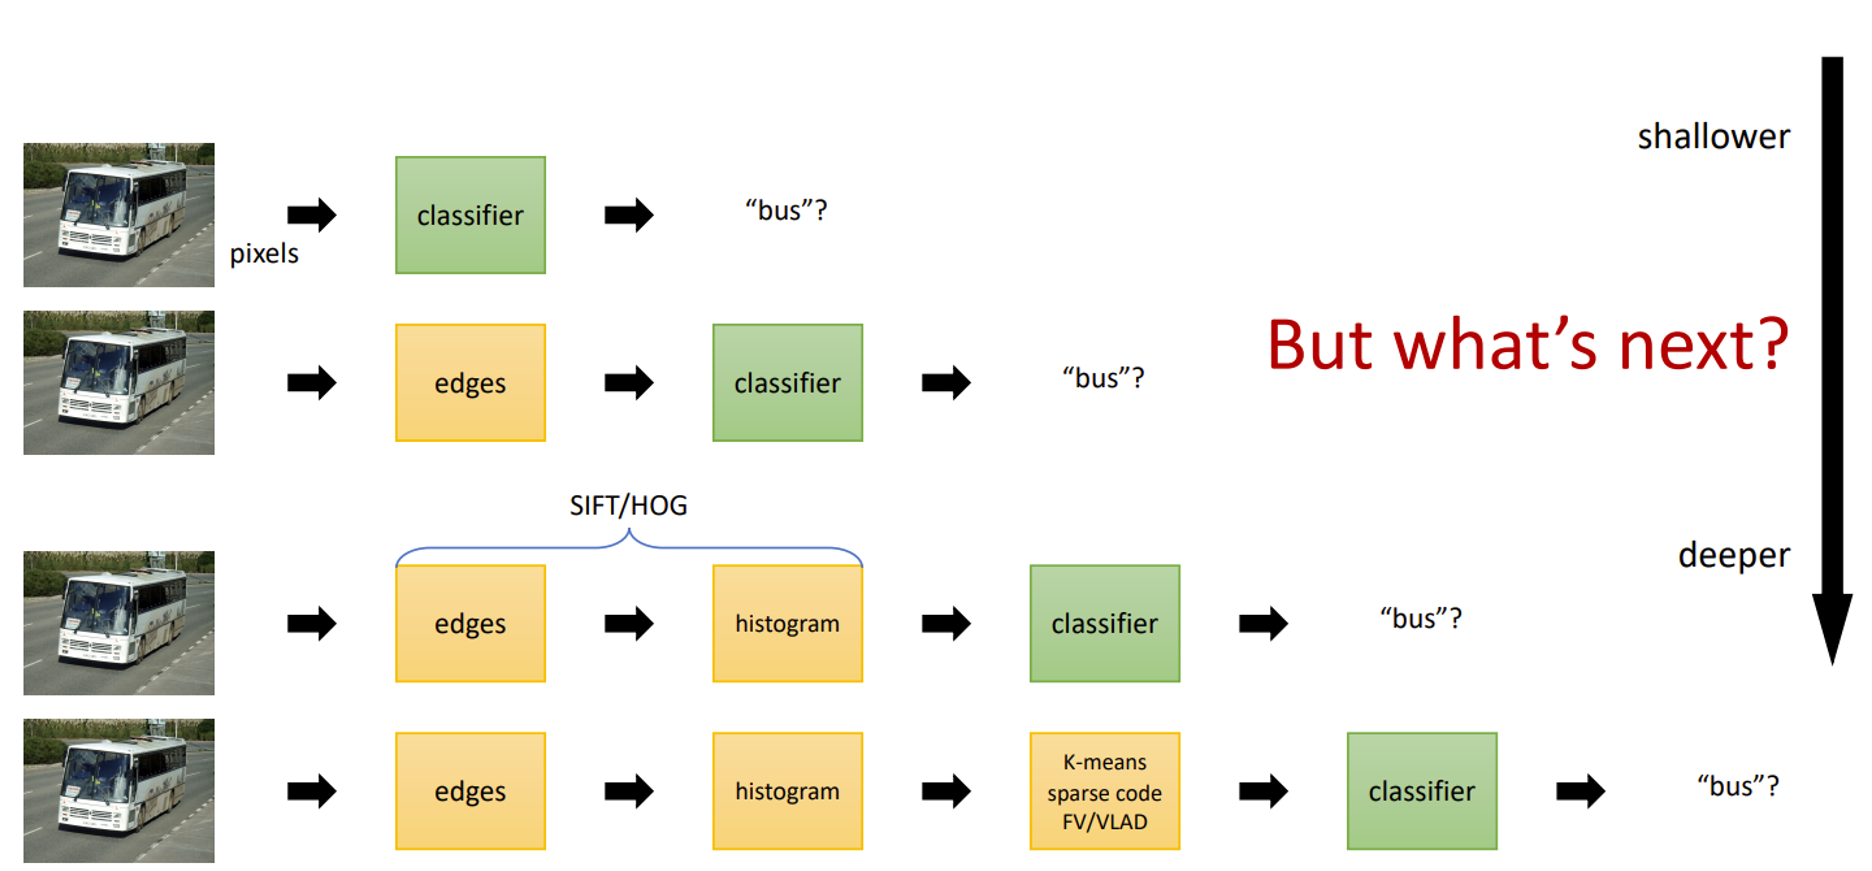 shallower
pixels
classifier
“bus”?
But what’s next?
edges
classifier
“bus”?
SIFT/HOG
deeper
edges
histogram
classifier
“bus”?
edges
histogram
K-means
sparse code
FV/VLAD
classifier
“bus”?